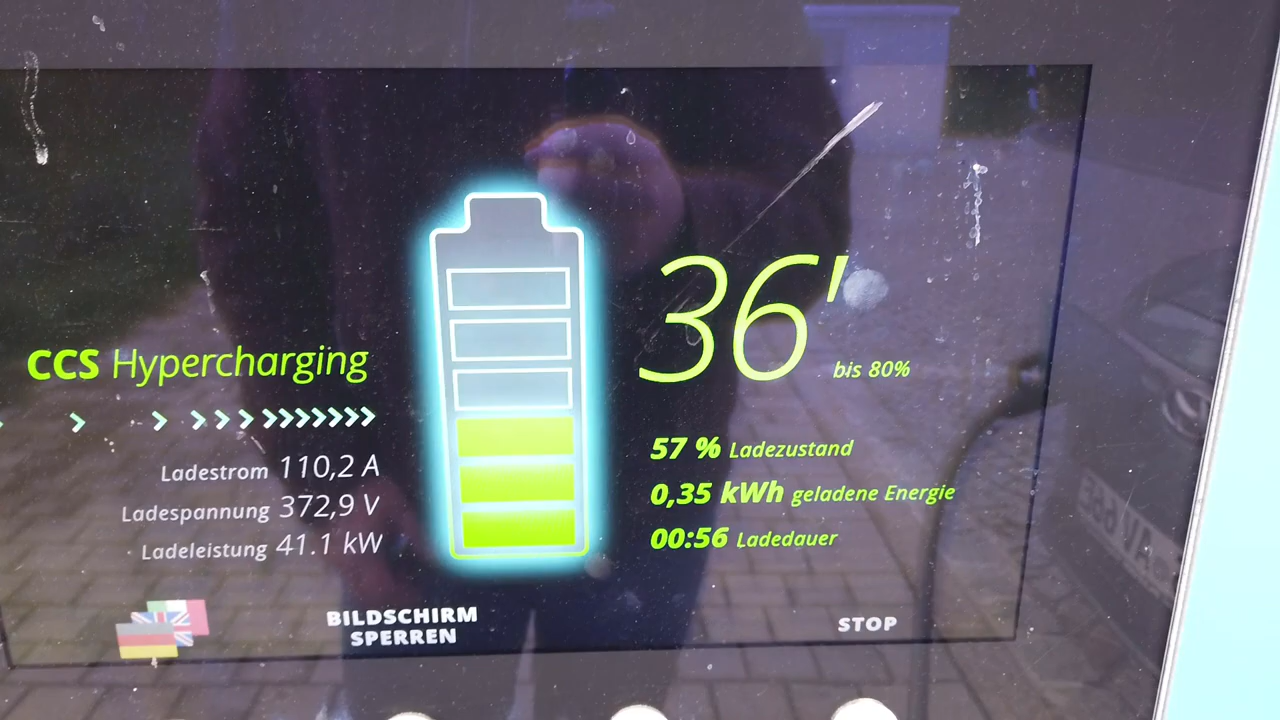 CCS Hypercharging
Ladestrom 110,2 A
Ladespannung 372,9 V
Ladeleistung 41.1 kW
36'
bis 80%
57 % Ladezustand
0,35 kWh geladene Energie
00:56 Ladedauer
BILDSCHIRM
SPERREN
STOP